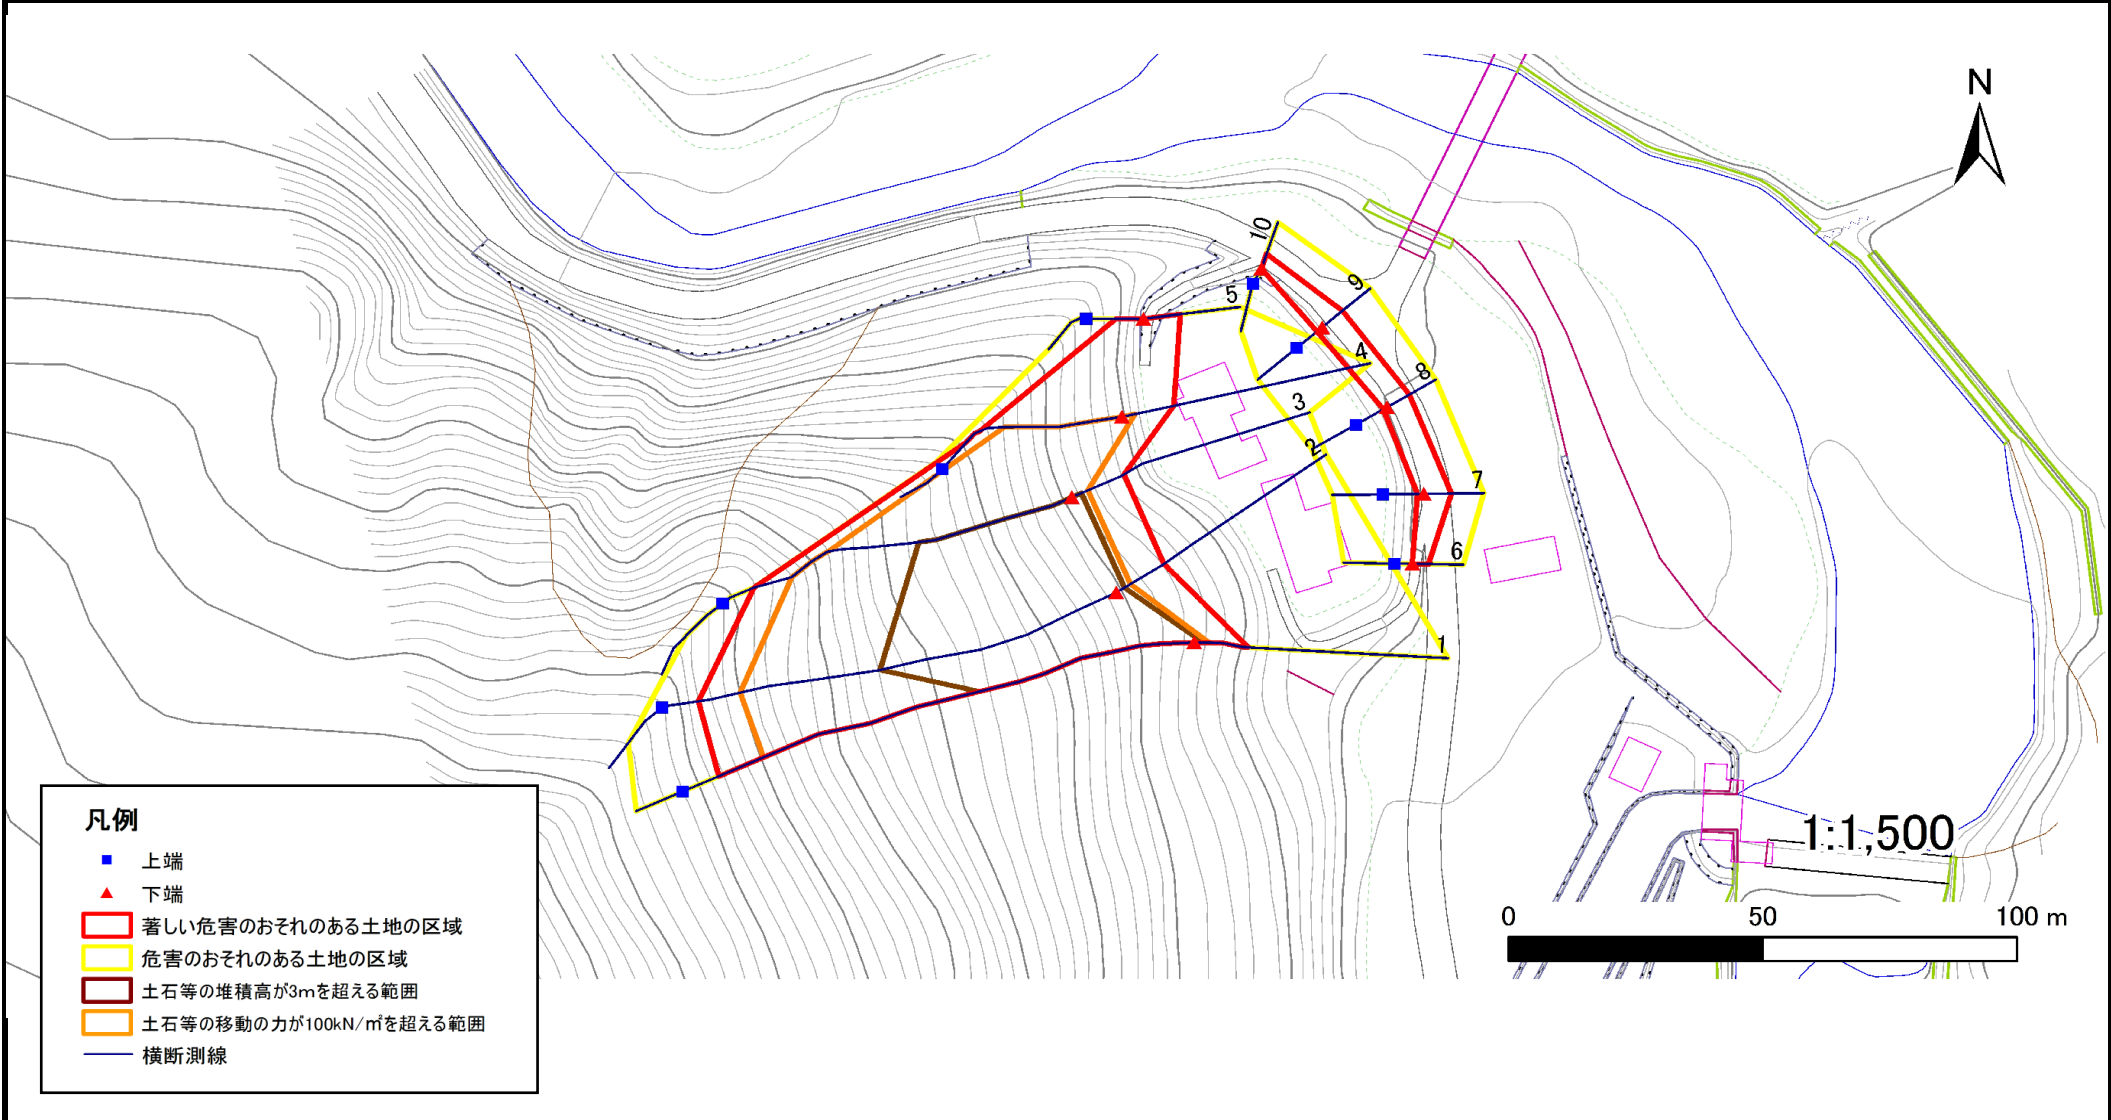 N
10
9
5
4
8
3
2
7
6
1
凡例
上端
下端
著しい危害のおそれのある土地の区域
危害のおそれのある土地の区域
土石等の堆積高が3mを超える範囲
土石等の移動の力が100kN/㎡を超える範囲
横断測線
1:1,500
0 50 100 m